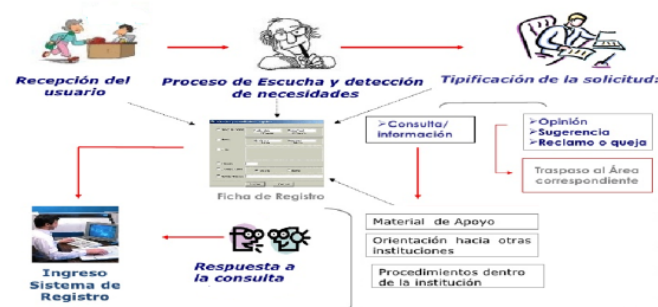 Recepción del
usuario
Proceso de Escucha y detección
de necesidades
Tipificación de la solicitud:
➢Consulta/
información
➢Opinión
➢Sugerencia
➢Reclamo o queja
Traspaso al Área
correspondiente
Ficha de Registro
Material de Apoyo
Orientación hacia otras
instituciones
Procedimientos dentro
de la institución
Respuesta a
la consulta
Ingreso
Sistema de
Registro